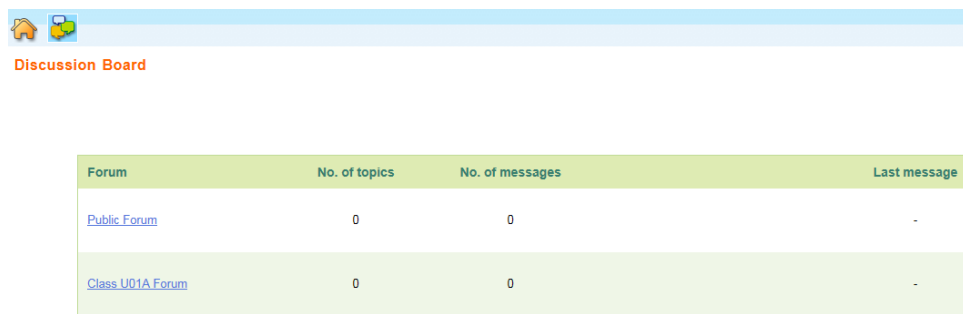 Discussion Board
Forum No. of topics No. of messages Last message
Public Forum 0 0 -
Class U01A Forum 0 0 -